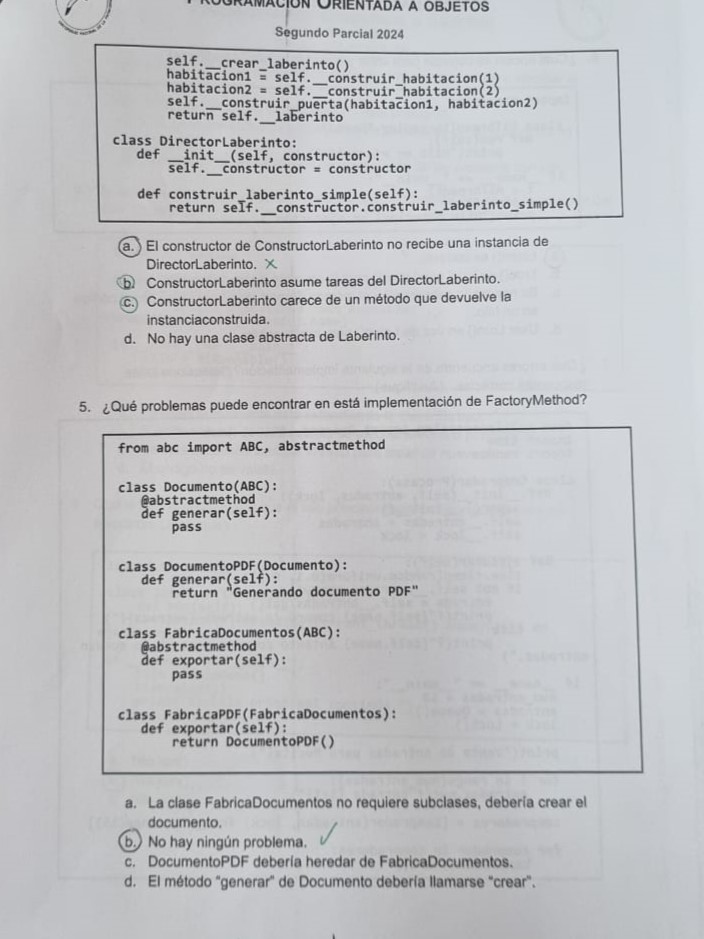 PROGRAMACIÓN ORIENTADA A OBJETOS
Segundo Parcial 2024
self.__crear_laberinto()
habitacion1 = self.__construir_habitacion(1)
habitacion2 = self.__construir_habitacion(2)
self.__construir_puerta(habitacion1, habitacion2)
return self.__laberinto
class DirectorLaberinto:
def __init__(self, constructor):
self.__constructor = constructor
def construir_laberinto_simple(self):
return self.__constructor.construir_laberinto_simple()
a. El constructor de ConstructorLaberinto no recibe una instancia de
DirectorLaberinto. X
b. ConstructorLaberinto asume tareas del DirectorLaberinto.
c. ConstructorLaberinto carece de un método que devuelve la
instanciaconstruida.
d. No hay una clase abstracta de Laberinto.
5. ¿Qué problemas puede encontrar en está implementación de FactoryMethod?
from abc import ABC, abstractmethod
class Documento(ABC):
@abstractmethod
def generar(self):
pass
class DocumentoPDF(Documento):
def generar(self):
return "Generando documento PDF"
class FabricaDocumentos(ABC):
@abstractmethod
def exportar(self):
pass
class FabricaPDF(FabricaDocumentos):
def exportar(self):
return DocumentoPDF()
a. La clase FabricaDocumentos no requiere subclases, debería crear el
documento.
b. No hay ningún problema. ✓
c. DocumentoPDF debería heredar de FabricaDocumentos.
d. El método "generar" de Documento debería llamarse "crear".